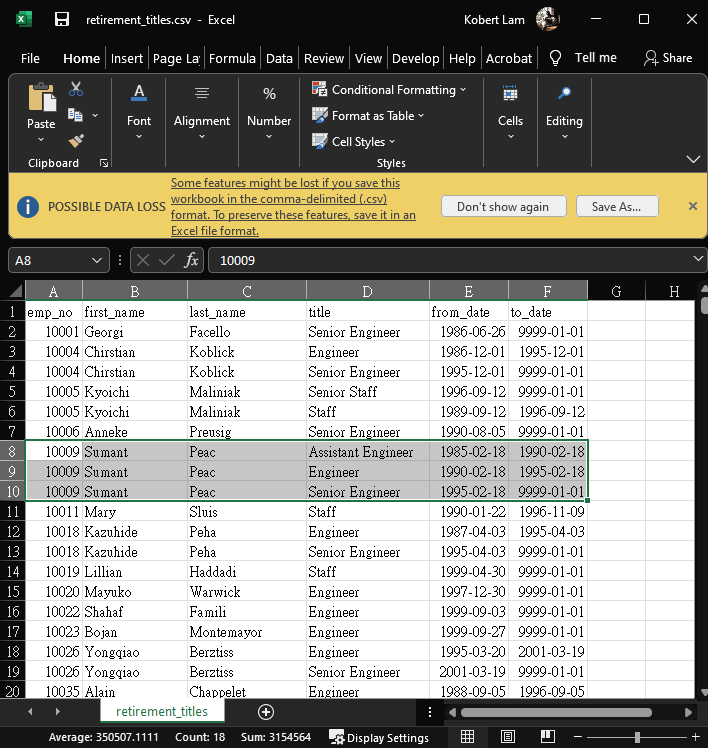 retirement_titles.csv - Excel
Kobert Lam
File Home Insert Page La Formula Data Review View Develop Help Acrobat Tell me Share
Paste
Clipboard
Font
Alignment
Number
Conditional Formatting
Format as Table
Cell Styles
Styles
Cells
Editing
POSSIBLE DATA LOSS
Some features might be lost if you save this
workbook in the comma-delimited (.csv)
format. To preserve these features, save it in an
Excel file format.
Don't show again
Save As...
A8 fx 10009
A B C D E F G H
1 emp_no first_name last_name title from_date to_date
2 10001 Georgi Facello Senior Engineer 1986-06-26 9999-01-01
3 10004 Chirstian Koblick Engineer 1986-12-01 1995-12-01
4 10004 Chirstian Koblick Senior Engineer 1995-12-01 9999-01-01
5 10005 Kyoichi Maliniak Senior Staff 1996-09-12 9999-01-01
6 10005 Kyoichi Maliniak Staff 1989-09-12 1996-09-12
7 10006 Anneke Preusig Senior Engineer 1990-08-05 9999-01-01
8 10009 Sumant Peac Assistant Engineer 1985-02-18 1990-02-18
9 10009 Sumant Peac Engineer 1990-02-18 1995-02-18
10 10009 Sumant Peac Senior Engineer 1995-02-18 9999-01-01
11 10011 Mary Sluis Staff 1990-01-22 1996-11-09
12 10018 Kazuhide Peha Engineer 1987-04-03 1995-04-03
13 10018 Kazuhide Peha Senior Engineer 1995-04-03 9999-01-01
14 10019 Lillian Haddadi Staff 1999-04-30 9999-01-01
15 10020 Mayuko Warwick Engineer 1997-12-30 9999-01-01
16 10022 Shahaf Famili Engineer 1999-09-03 9999-01-01
17 10023 Bojan Montemayor Engineer 1999-09-27 9999-01-01
18 10026 Yongqiao Berztiss Engineer 1995-03-20 2001-03-19
19 10026 Yongqiao Berztiss Senior Engineer 2001-03-19 9999-01-01
20 10035 Alain Chappelet Engineer 1988-09-05 1996-09-05
retirement_titles
Average: 350507.1111 Count: 18 Sum: 3154564 Display Settings